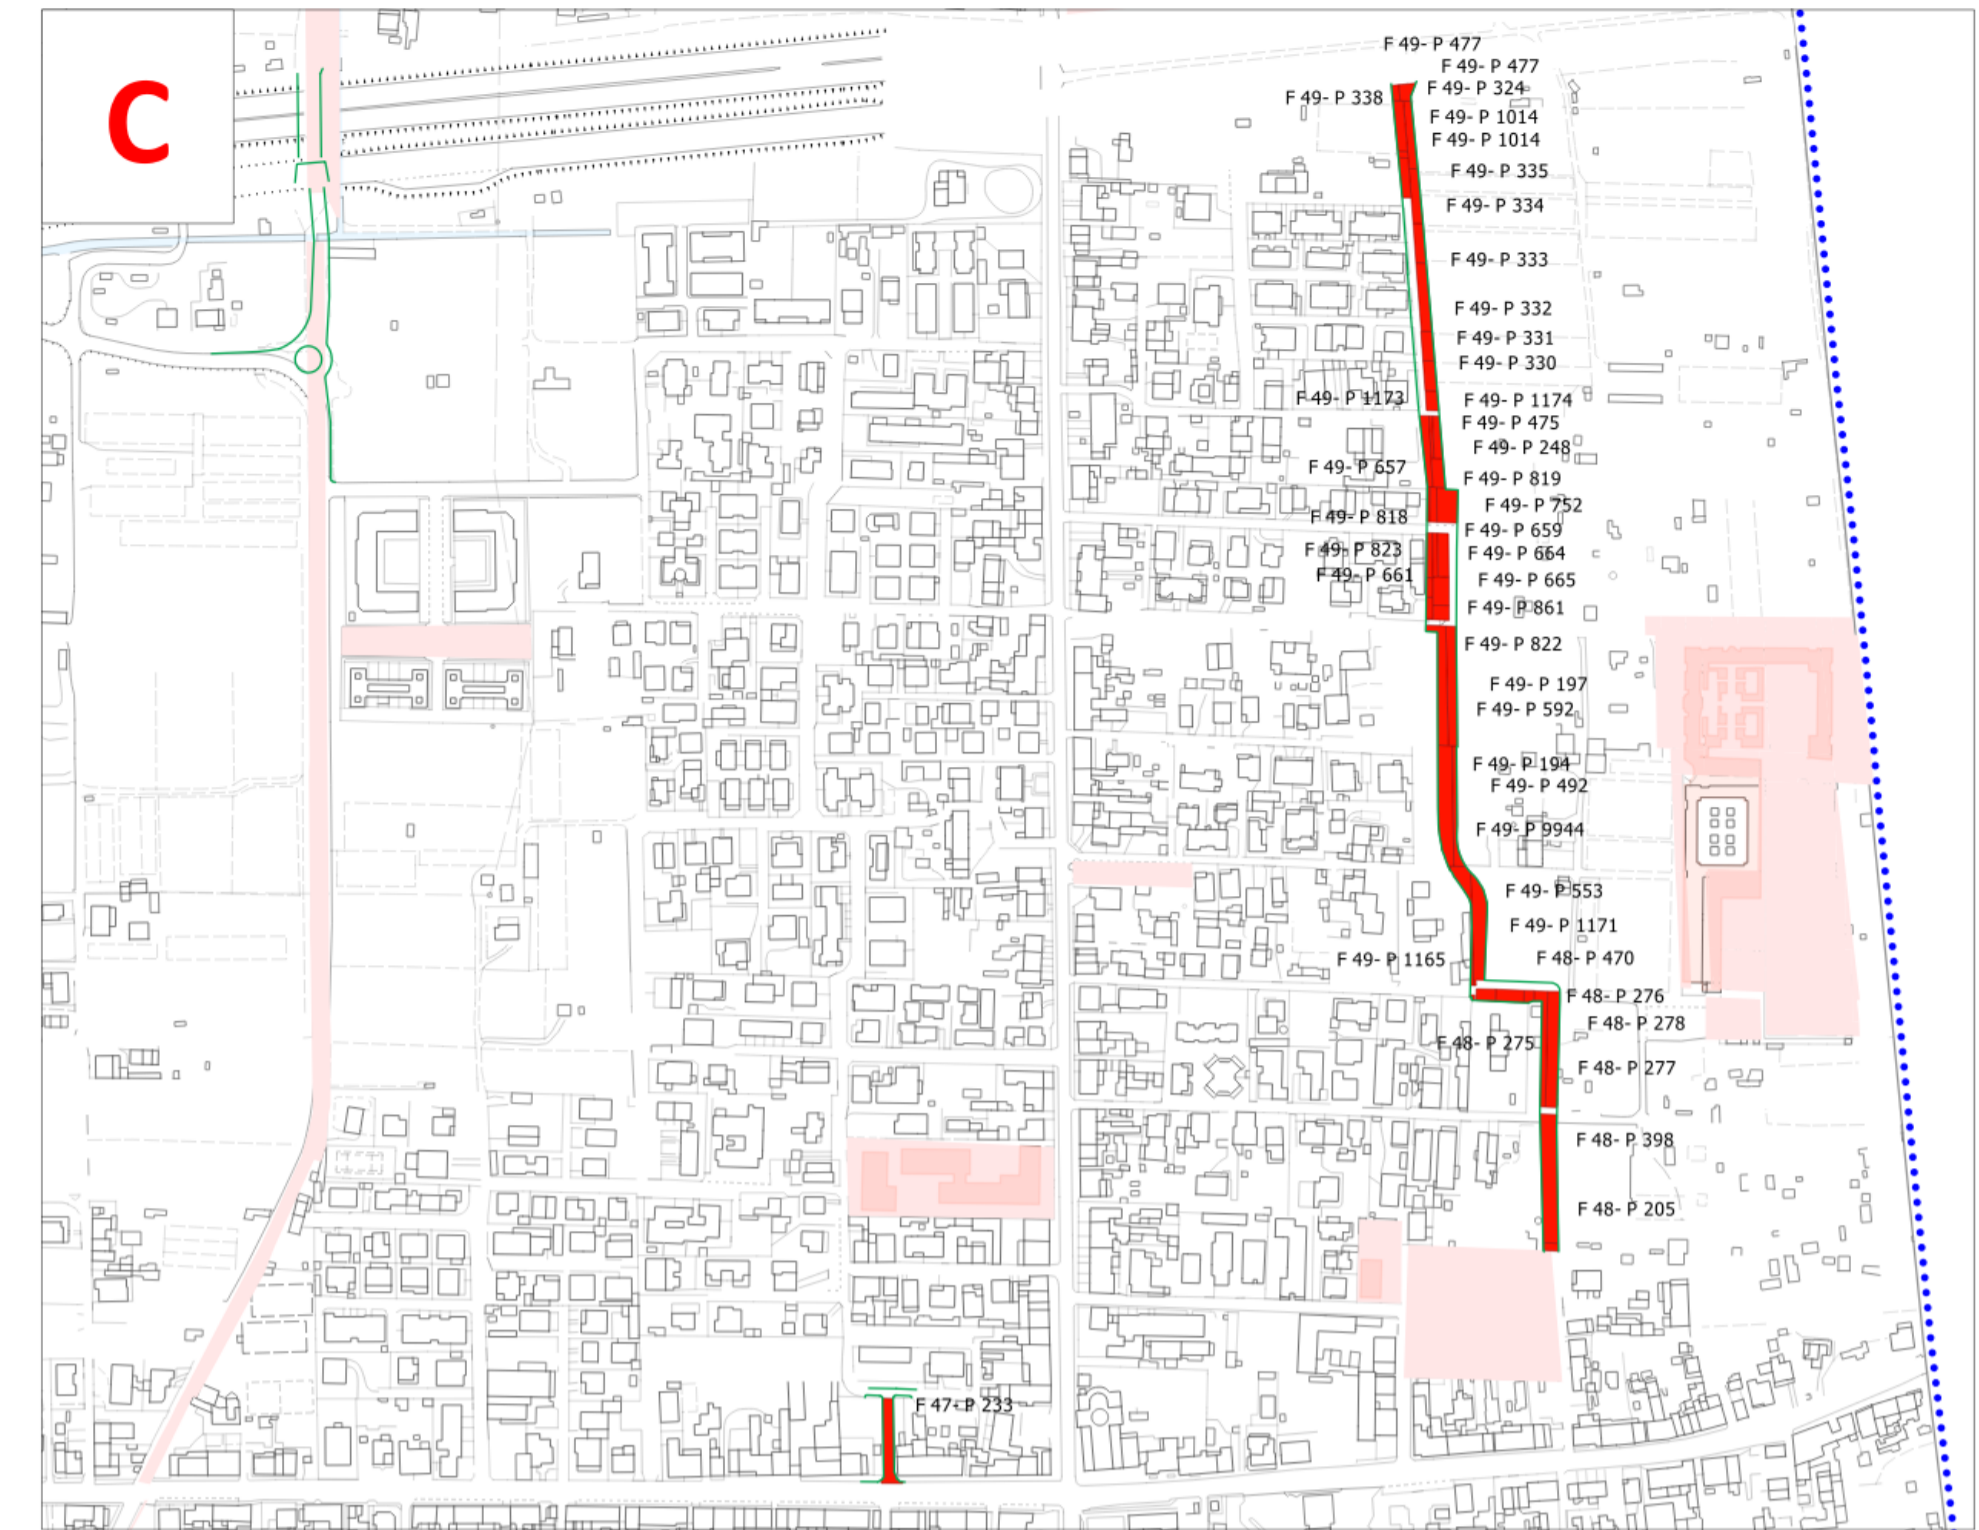 C
F 49- P 477
F 49- P 477
F 49- P 324
F 49- P 338
F 49- P 1014
F 49- P 1014
F 49- P 335
F 49- P 334
F 49- P 333
F 49- P 332
F 49- P 331
F 49- P 330
F 49- P 1173
F 49- P 1174
F 49- P 475
F 49- P 248
F 49- P 657
F 49- P 819
F 49- P 752
F 49- P 818
F 49- P 659
F 49- P 823
F 49- P 664
F 49- P 661
F 49- P 665
F 49- P 861
F 49- P 822
F 49- P 197
F 49- P 592
F 49- P 194
F 49- P 492
F 49- P 9944
F 49- P 553
F 49- P 1171
F 49- P 1165
F 48- P 470
F 48- P 276
F 48- P 278
F 48- P 275
F 48- P 277
F 48- P 398
F 48- P 205
F 47- P 233